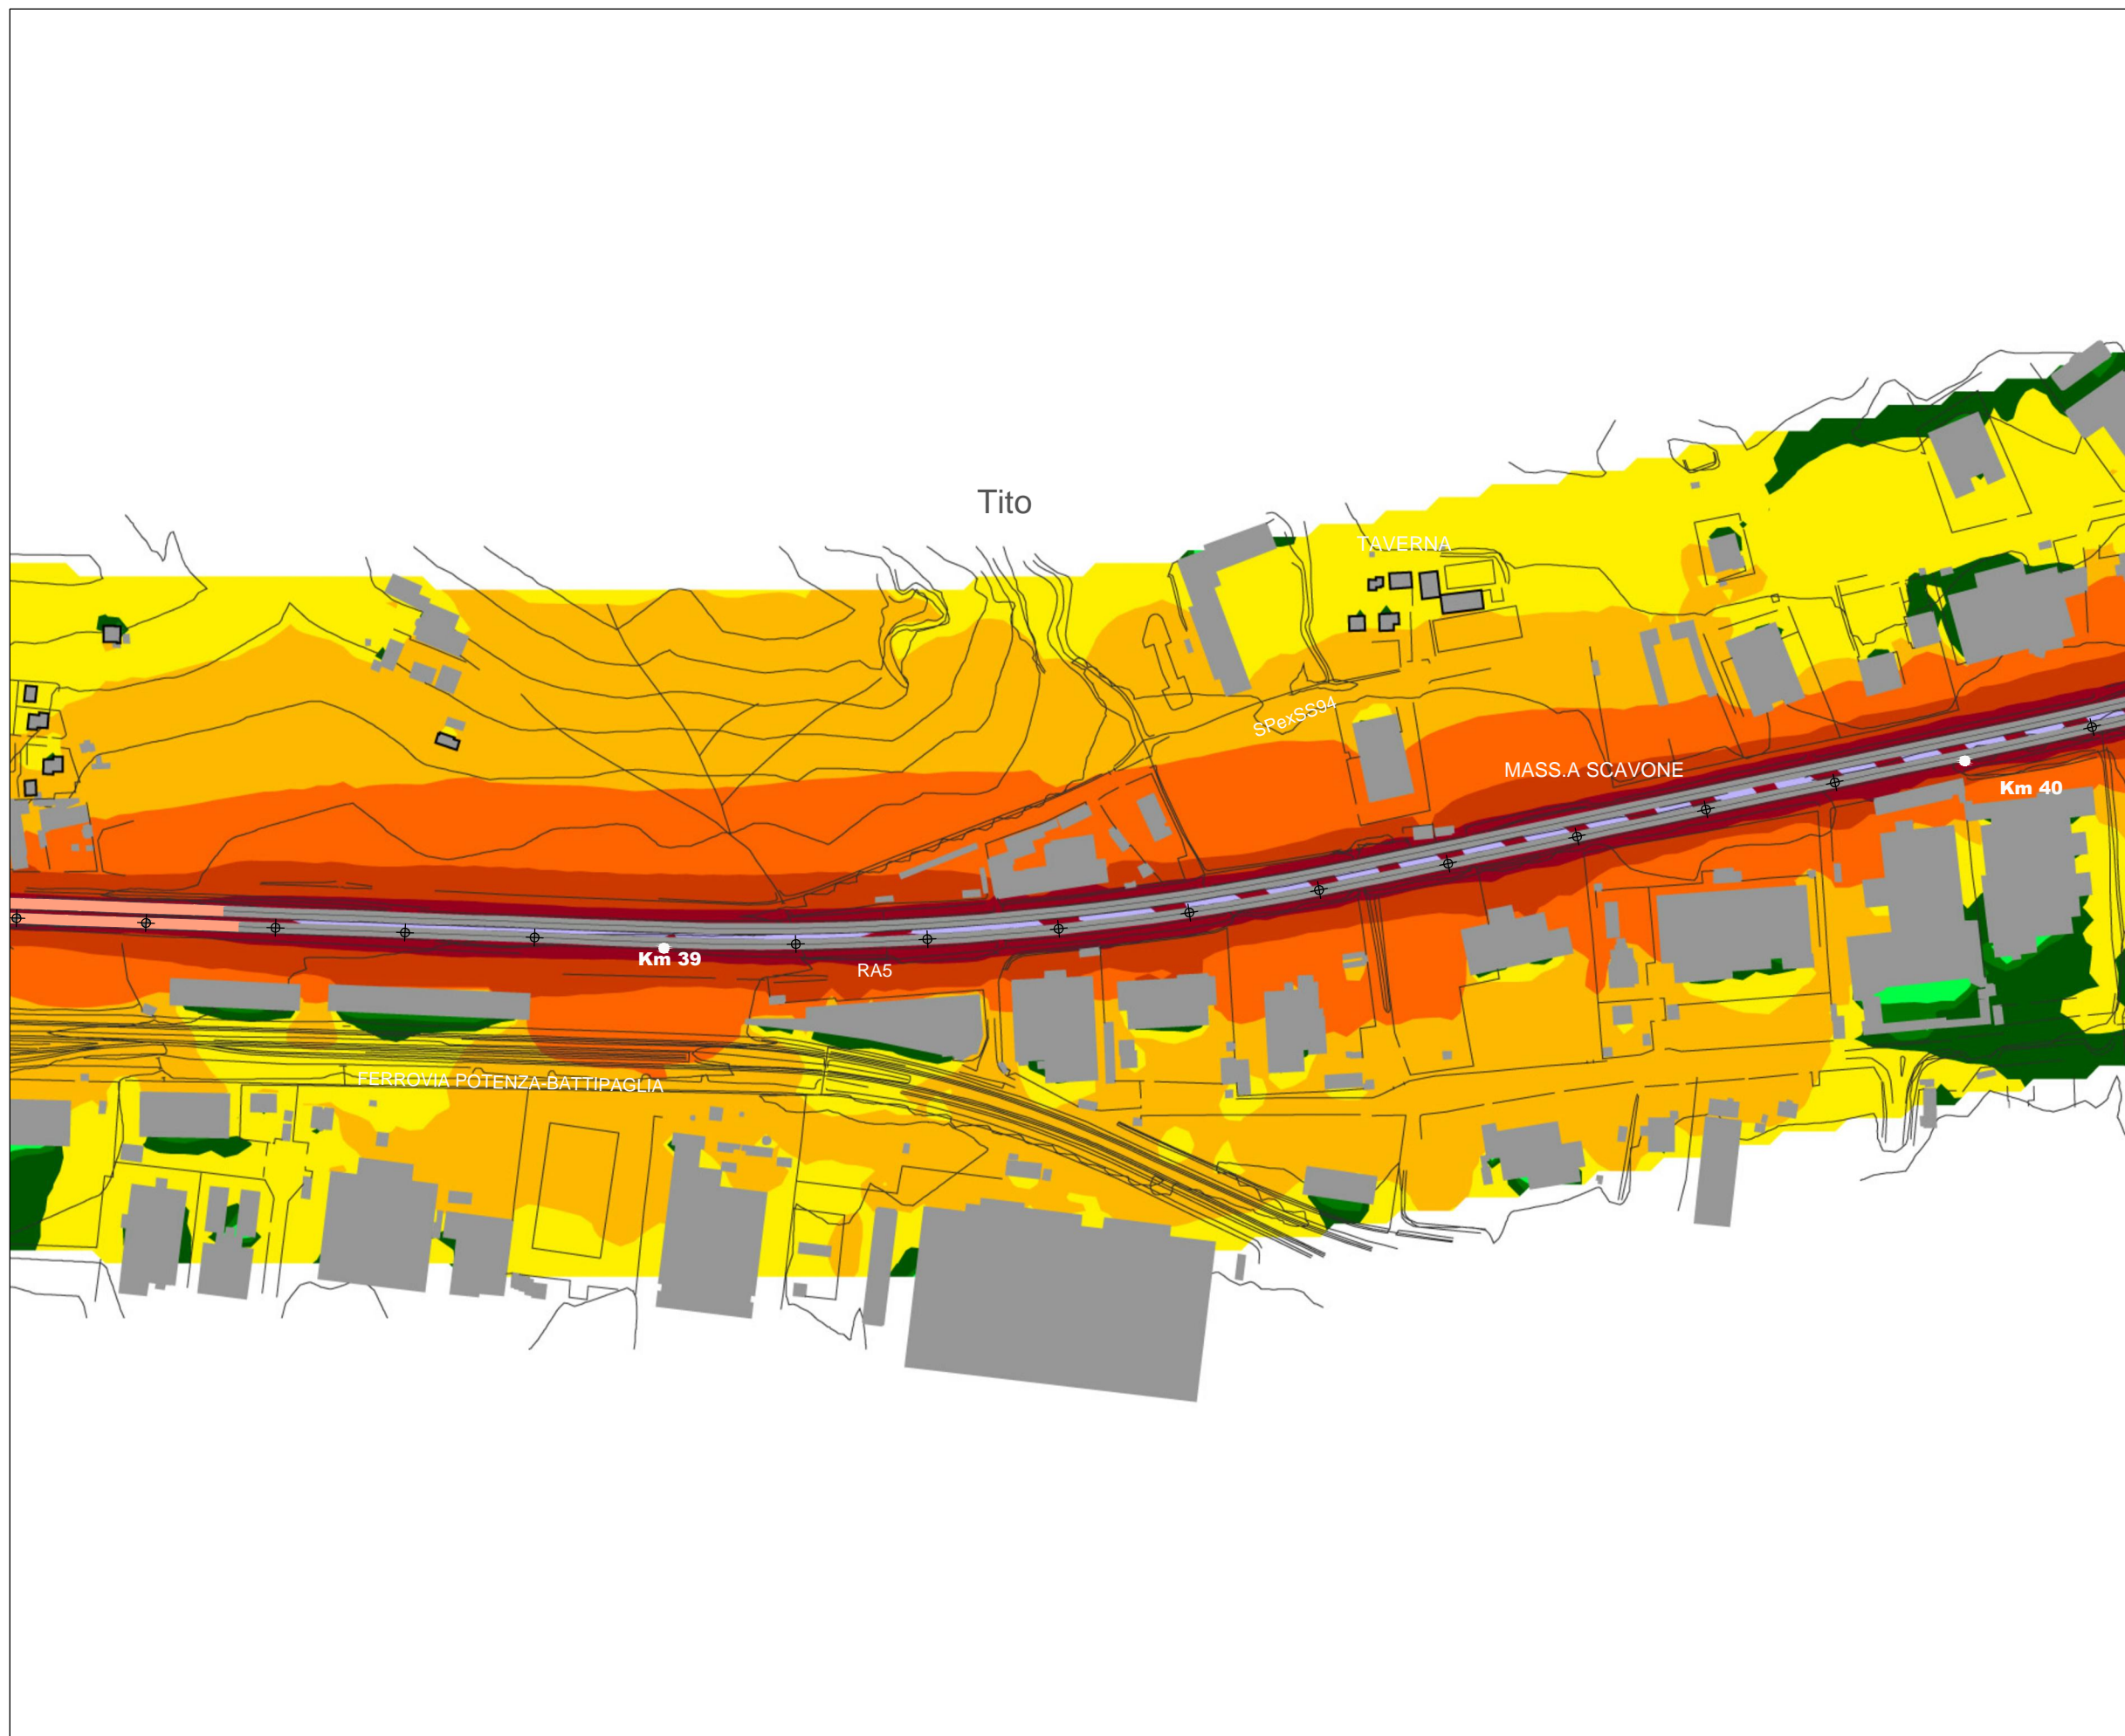 Tito
TAVERNA
SPexSS94
MASS.A SCAVONE
Km 40
Km 39
RA5
FERROVIA POTENZA-BATTIPAGLIA